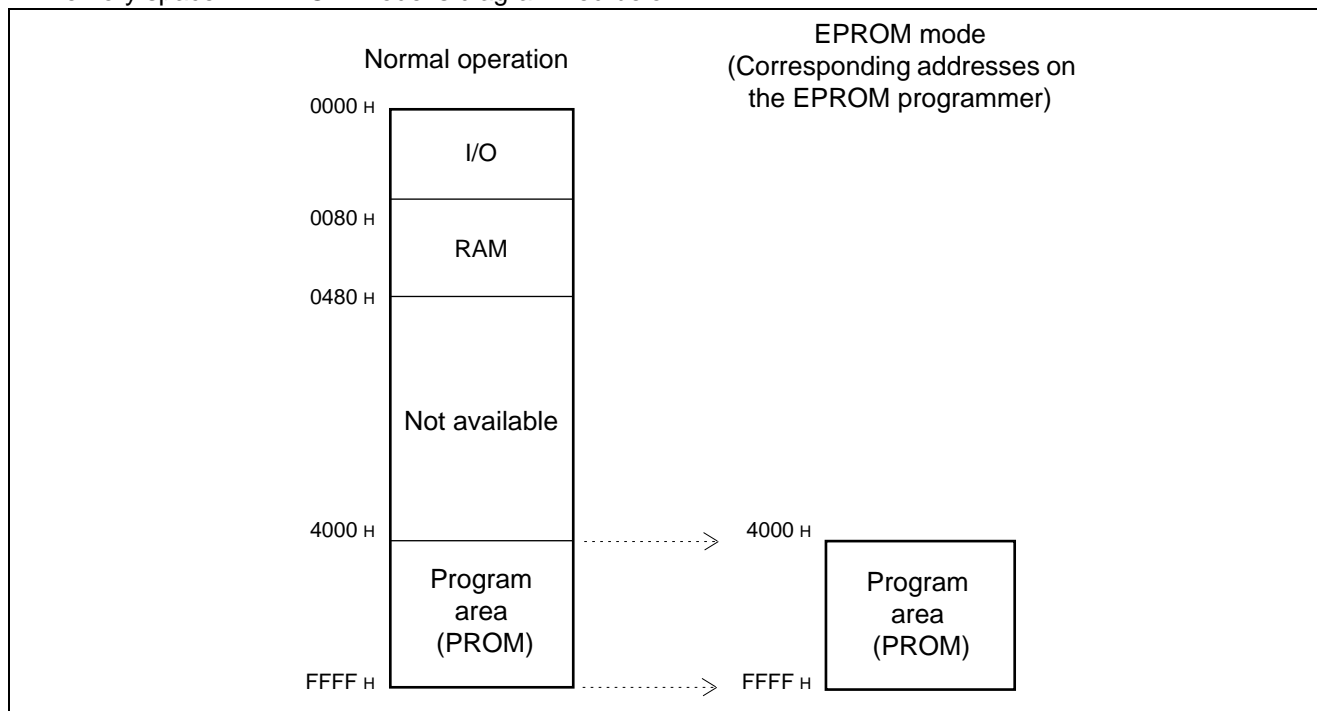 Normal operation
EPROM mode
(Corresponding addresses on
the EPROM programmer)
0000 H
I/O
0080 H
RAM
0480 H
Not available
4000 H
4000 H
Program
area
(PROM)
Program
area
(PROM)
FFFF H
FFFF H